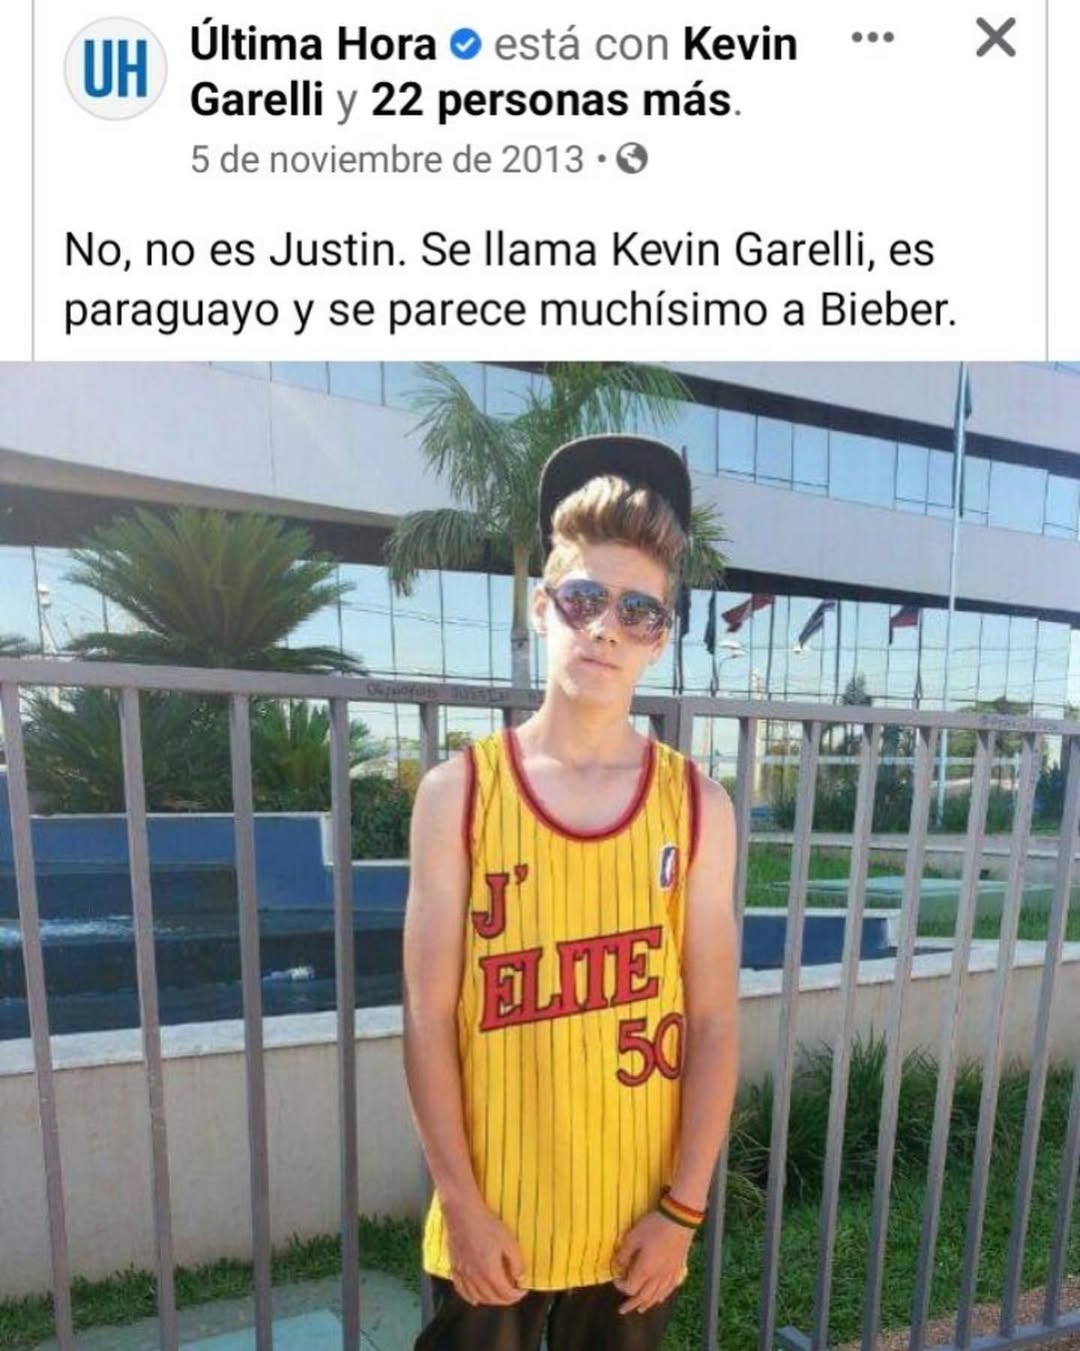 UH
Última Hora está con Kevin
Garelli y 22 personas más.
5 de noviembre de 2013 •
No, no es Justin. Se llama Kevin Garelli, es
paraguayo y se parece muchísimo a Bieber.
J'
ELITE
50